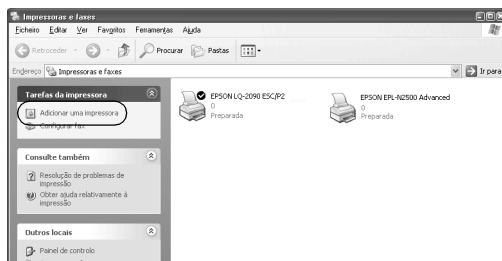 Impressoras e faxes
Ficheiro Editar Ver Favoritos Ferramentas Ajuda
Retroceder Procurar Pastas
Endereço Impressoras e faxes Ir para
Tarefas da impressora
Adicionar uma impressora
Configurar fax
Consulte também
Resolução de problemas de
impressão
Obter ajuda relativamente à
impressão
Outros locais
Painel de controlo
EPSON LQ-2090 ESC/P2
0
Preparada
EPSON EPL-N2500 Advanced
0
Preparada